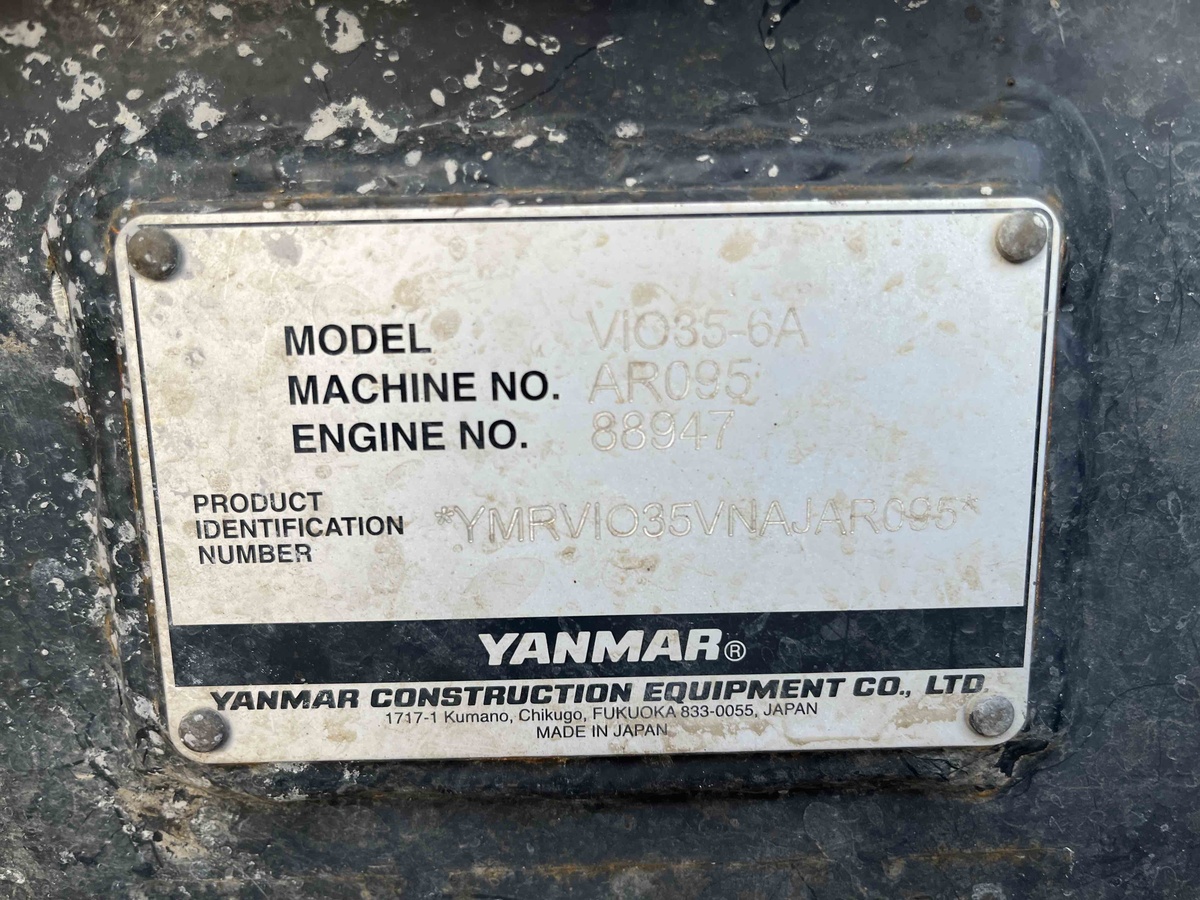 MODEL ViO35-6A
MACHINE NO. AR095
ENGINE NO. 88947
PRODUCT
IDENTIFICATION
NUMBER
*YMRVIO35VNAJAR095*
YANMAR®
YANMAR CONSTRUCTION EQUIPMENT CO., LTD.
1717-1 Kumano, Chikugo, FUKUOKA 833-0055, JAPAN
MADE IN JAPAN